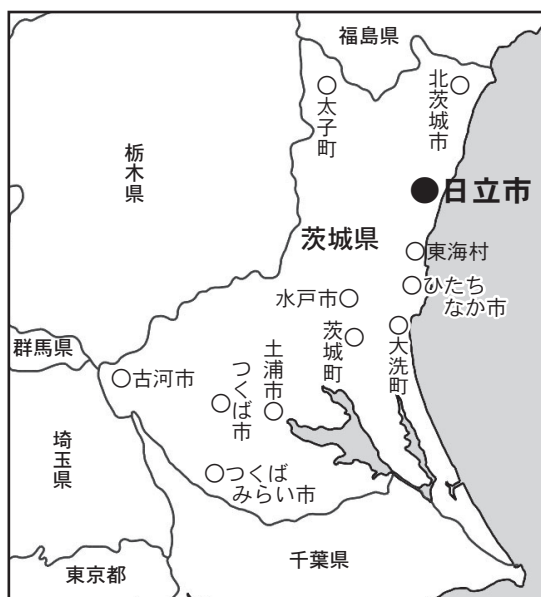 福島県
北茨城市
大子町
栃木県
日立市
茨城県
東海村
ひたち
なか市
水戸市
茨城町
大洗町
群馬県
古河市
土浦市
つくば市
埼玉県
つくば
みらい市
千葉県
東京都